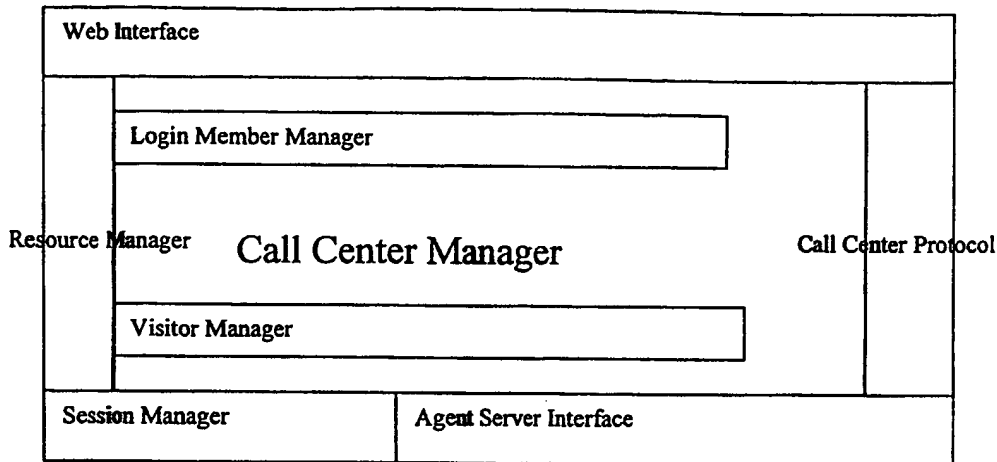 Web Interface
Login Member Manager
Resource Manager
Call Center Manager
Call Center Protocol
Visitor Manager
Session Manager
Agent Server Interface